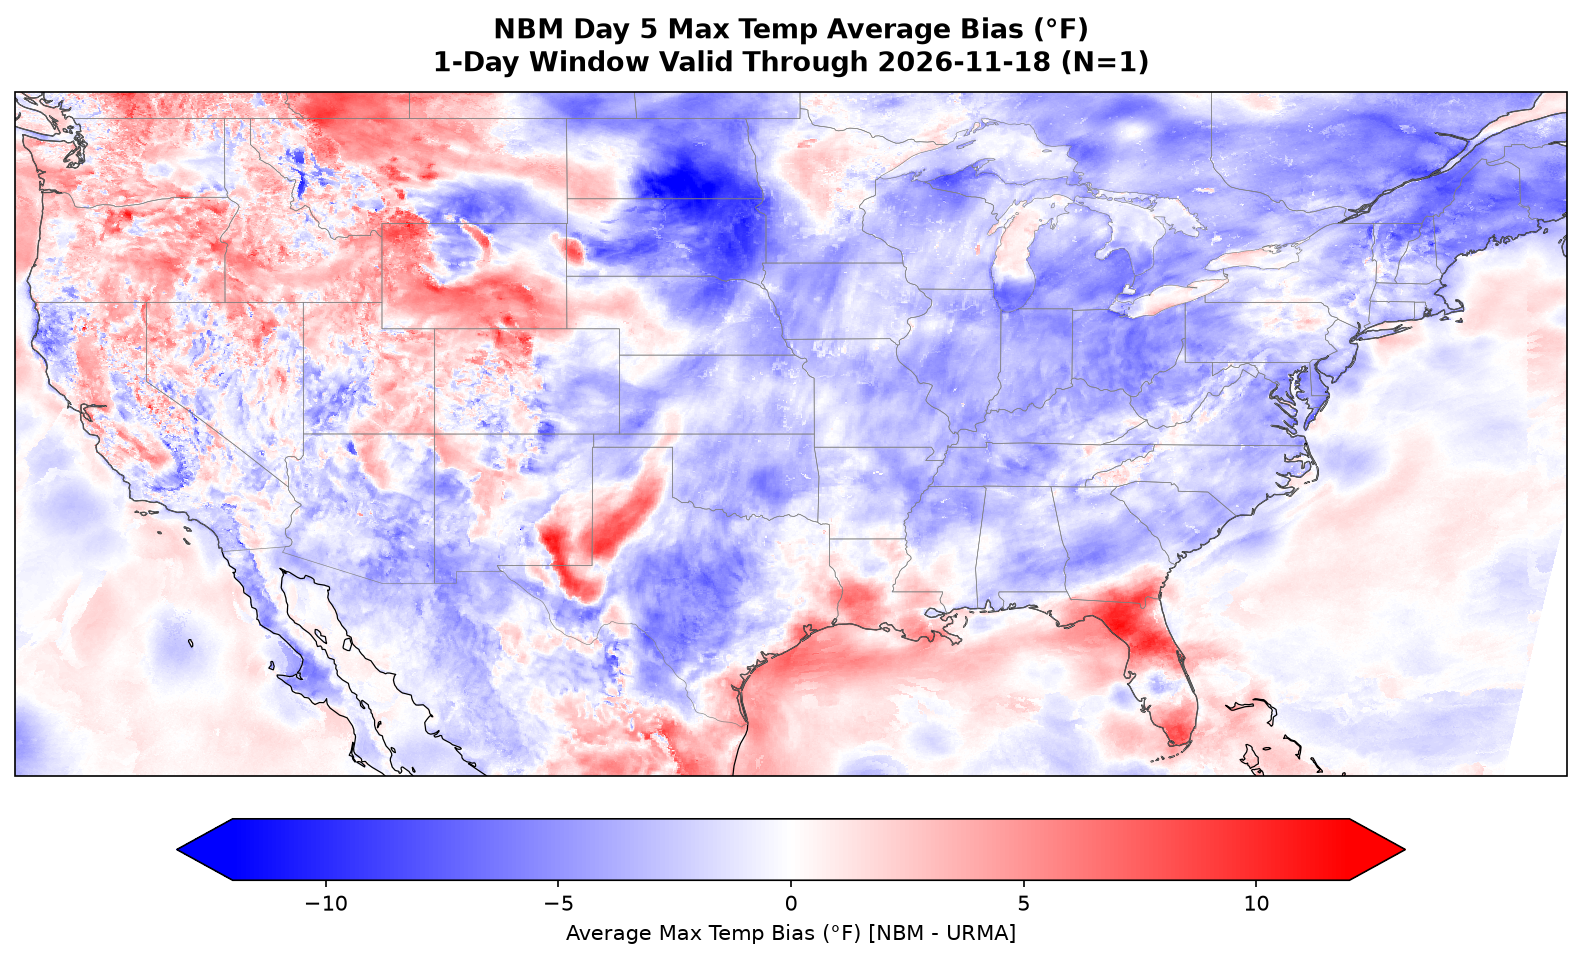 NBM Day 5 Max Temp Average Bias (°F)
1-Day Window Valid Through 2026-11-18 (N=1)
−10 −5 0 5 10
Average Max Temp Bias (°F) [NBM - URMA]